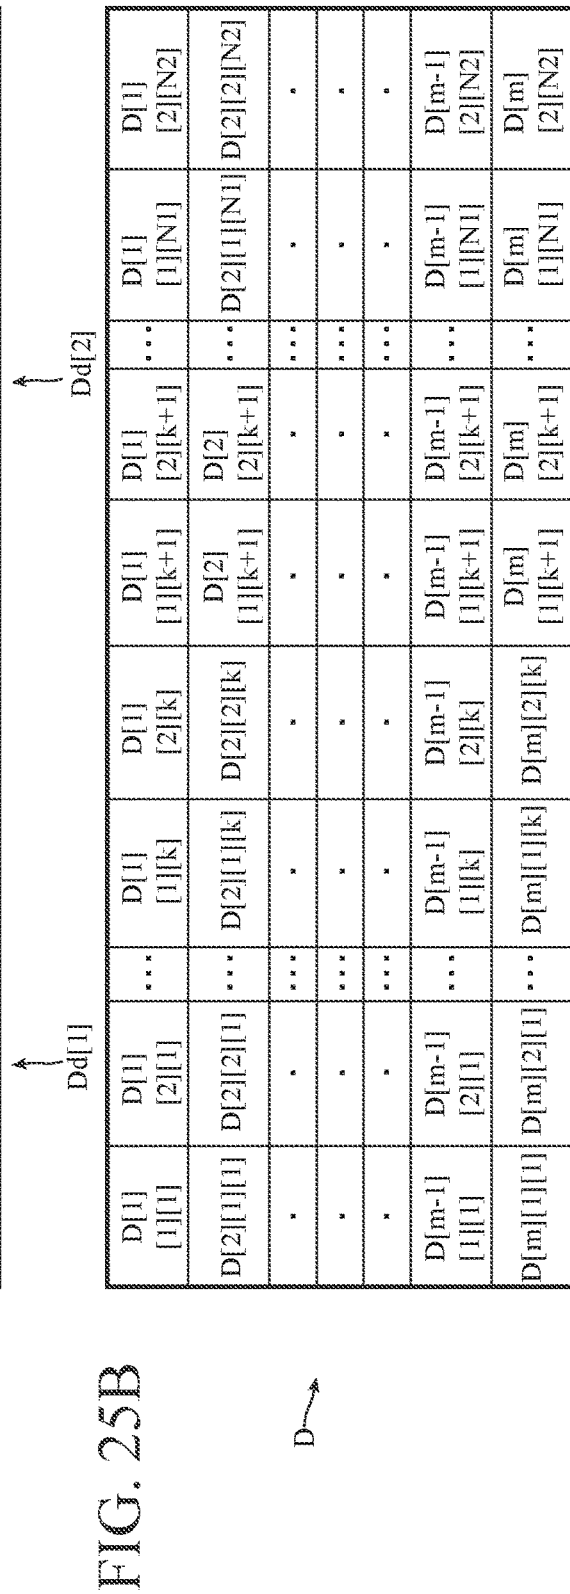 FIG. 25B
D
Dd[1]
Dd[2]
D[1]
[1][1]
D[1]
[2][1]
...
D[1]
[1][k]
D[1]
[2][k]
D[1]
[1][k+1]
D[1]
[2][k+1]
...
D[1]
[1][N1]
D[1]
[2][N2]
D[2][1][1]
D[2][2][1]
...
D[2][1][k]
D[2][2][k]
D[2]
[1][k+1]
D[2]
[2][k+1]
...
D[2][1][N1]
D[2][2][N2]
. . ... . . . . ... . .
. . ... . . . . ... . .
. . ... . . . . ... . .
D[m-1]
[1][1]
D[m-1]
[2][1]
...
D[m-1]
[1][k]
D[m-1]
[2][k]
D[m-1]
[1][k+1]
D[m-1]
[2][k+1]
...
D[m-1]
[1][N1]
D[m-1]
[2][N2]
D[m][1][1]
D[m][2][1]
...
D[m][1][k]
D[m][2][k]
D[m]
[1][k+1]
D[m]
[2][k+1]
...
D[m]
[1][N1]
D[m]
[2][N2]